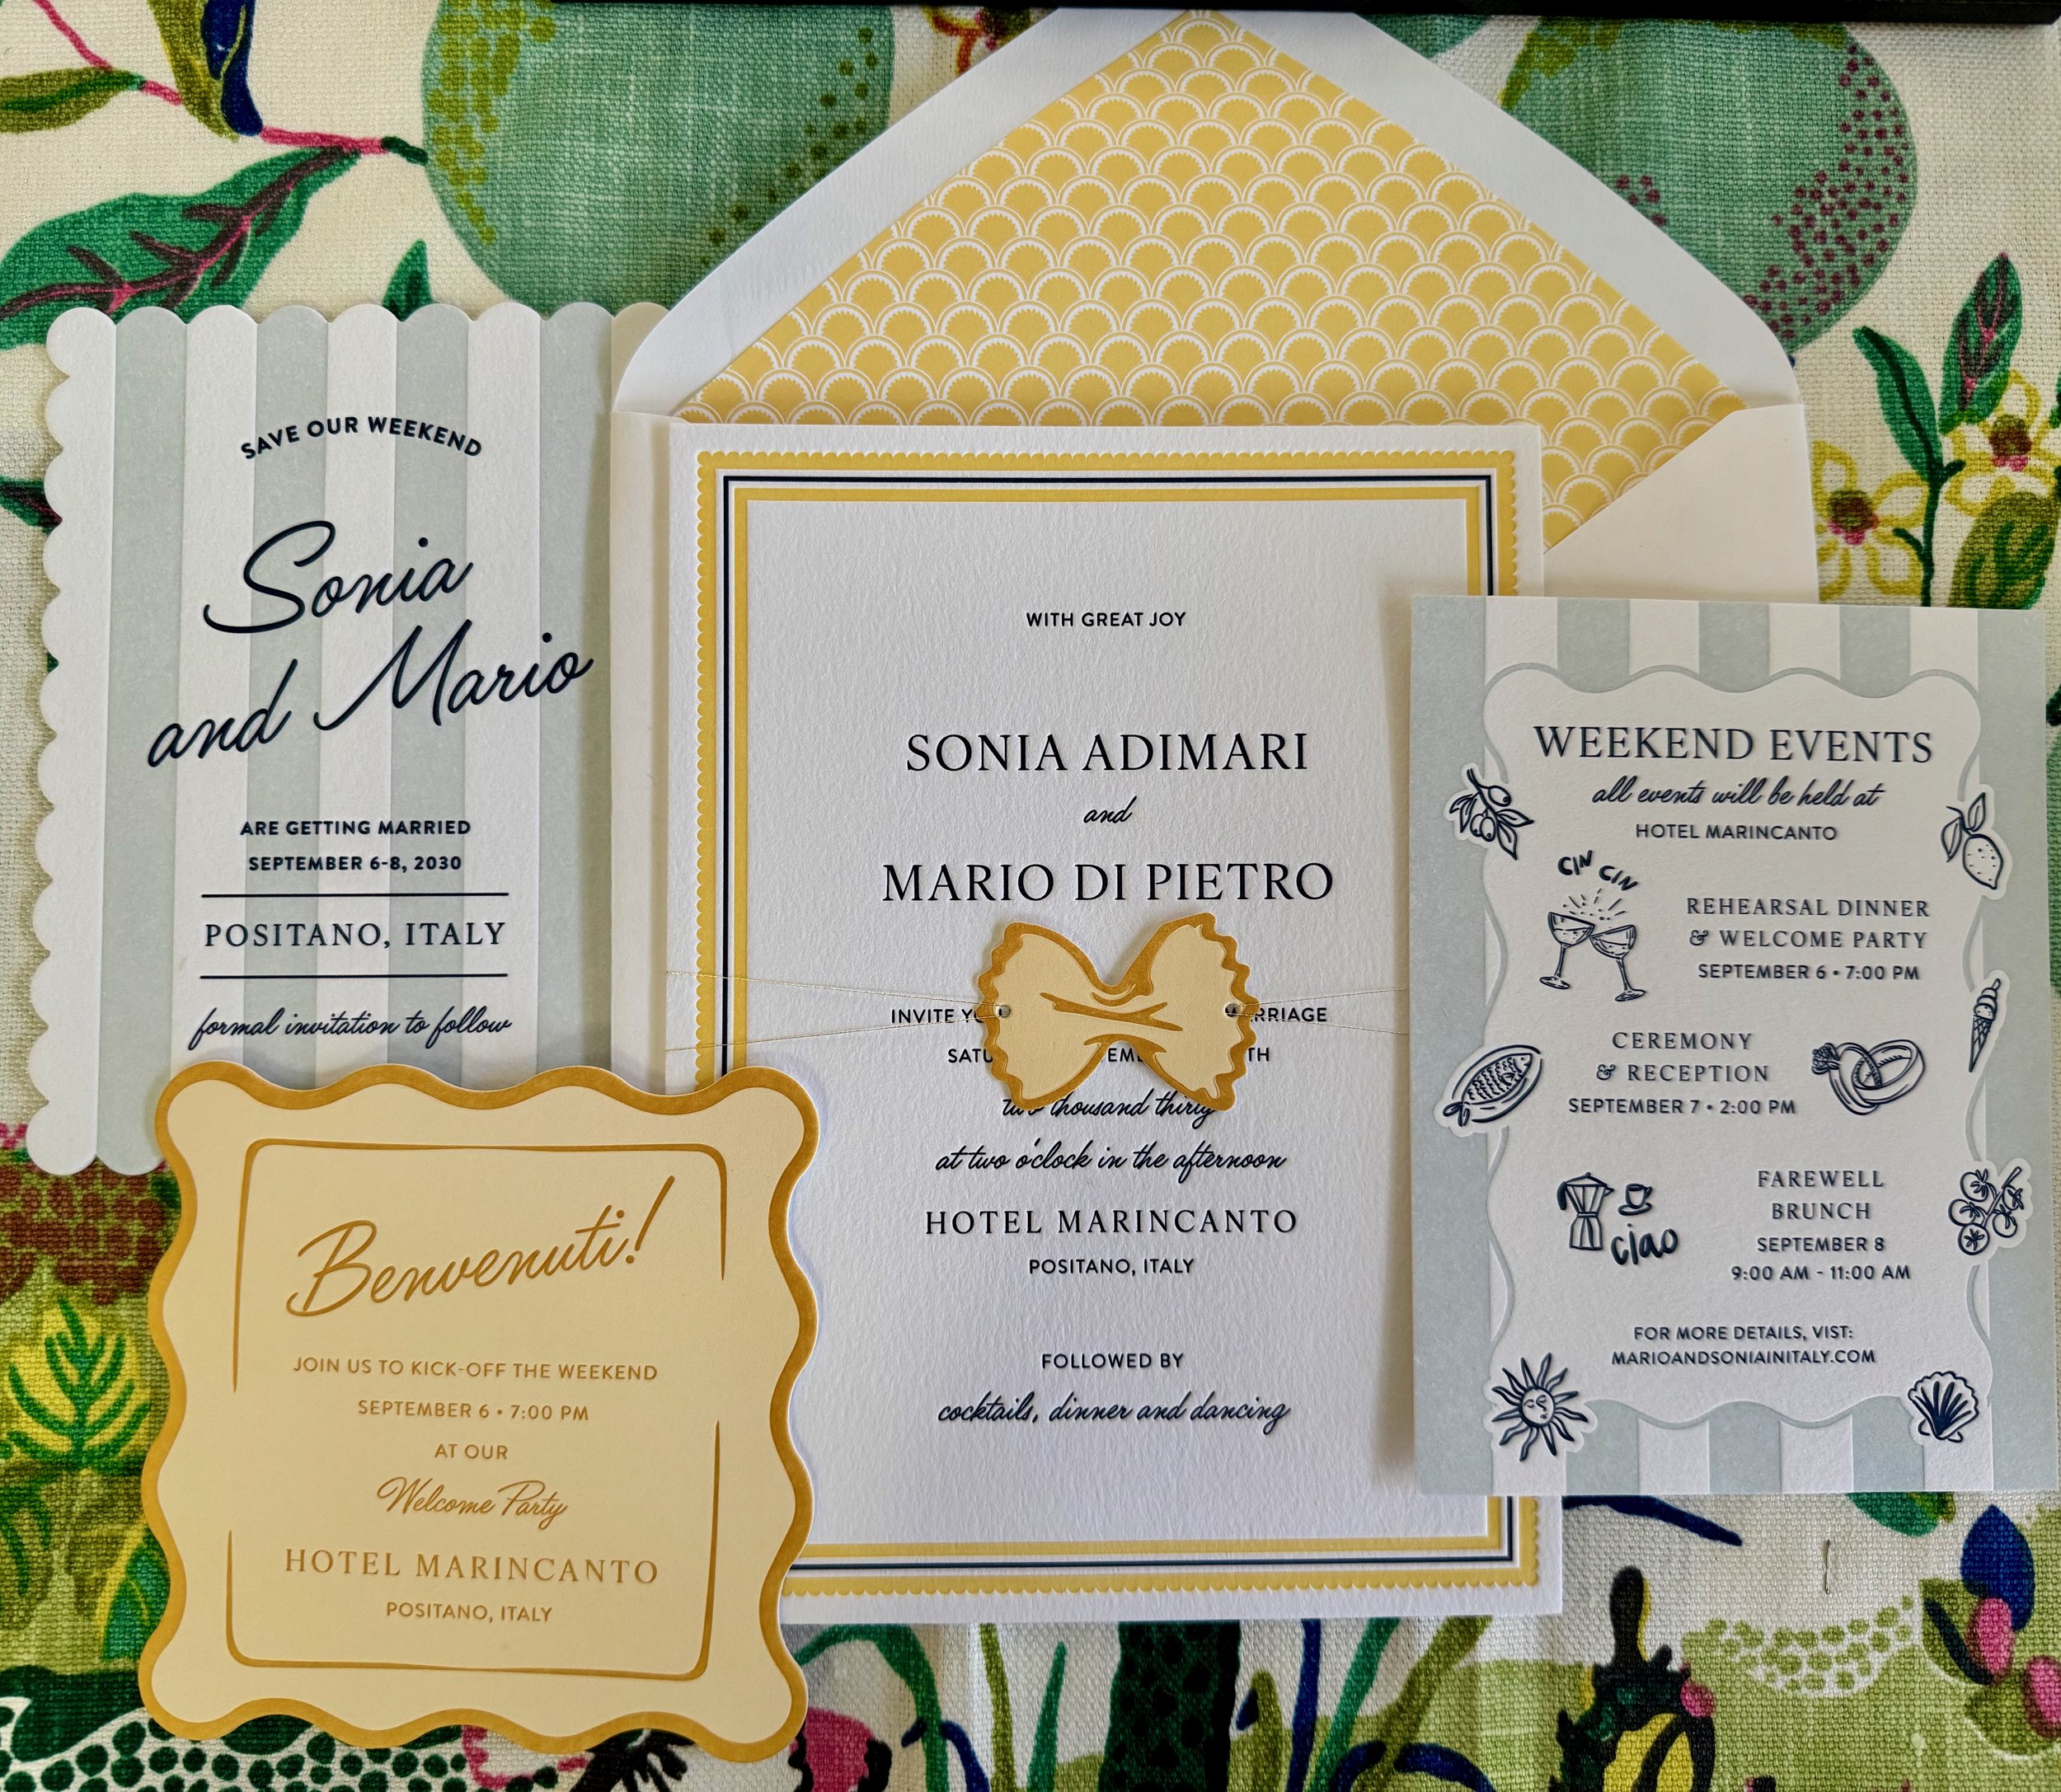 SAVE OUR WEEKEND
Sonia
and Mario
ARE GETTING MARRIED
SEPTEMBER 6-8, 2030
POSITANO, ITALY
formal invitation to follow
Benvenuti!
JOIN US TO KICK-OFF THE WEEKEND
SEPTEMBER 6 • 7:00 PM
AT OUR
Welcome Party
HOTEL MARINCANTO
POSITANO, ITALY
WITH GREAT JOY
SONIA ADIMARI
and
MARIO DI PIETRO
INVITE
two thousand thirty
at two o'clock in the afternoon
HOTEL MARINCANTO
POSITANO, ITALY
FOLLOWED BY
cocktails, dinner and dancing
WEEKEND EVENTS
all events will be held at
HOTEL MARINCANTO
CIN CIN
REHEARSAL DINNER
& WELCOME PARTY
SEPTEMBER 6 • 7:00 PM
CEREMONY
& RECEPTION
SEPTEMBER 7 • 2:00 PM
ciao
FAREWELL
BRUNCH
SEPTEMBER 8
9:00 AM - 11:00 AM
FOR MORE DETAILS, VIST:
MARIOANDSONIAINITALY.COM